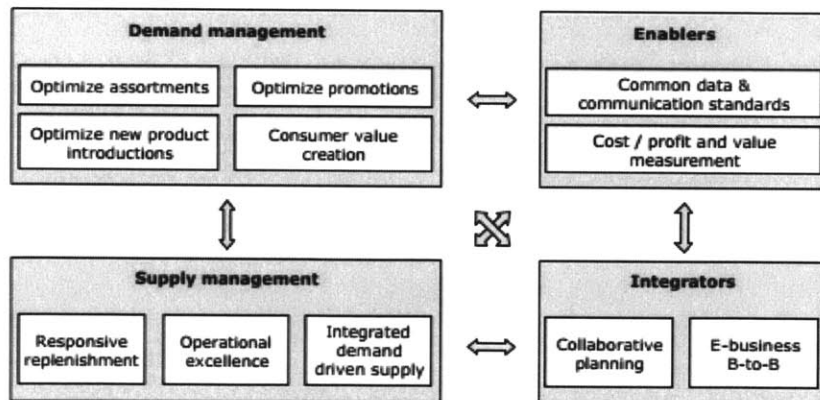 Demand management
Optimize assortments
Optimize promotions
Optimize new product
introductions
Consumer value
creation
Enablers
Common data &
communication standards
Cost / profit and value
measurement
Supply management
Responsive
replenishment
Operational
excellence
Integrated
demand
driven supply
Integrators
Collaborative
planning
E-business
B-to-B